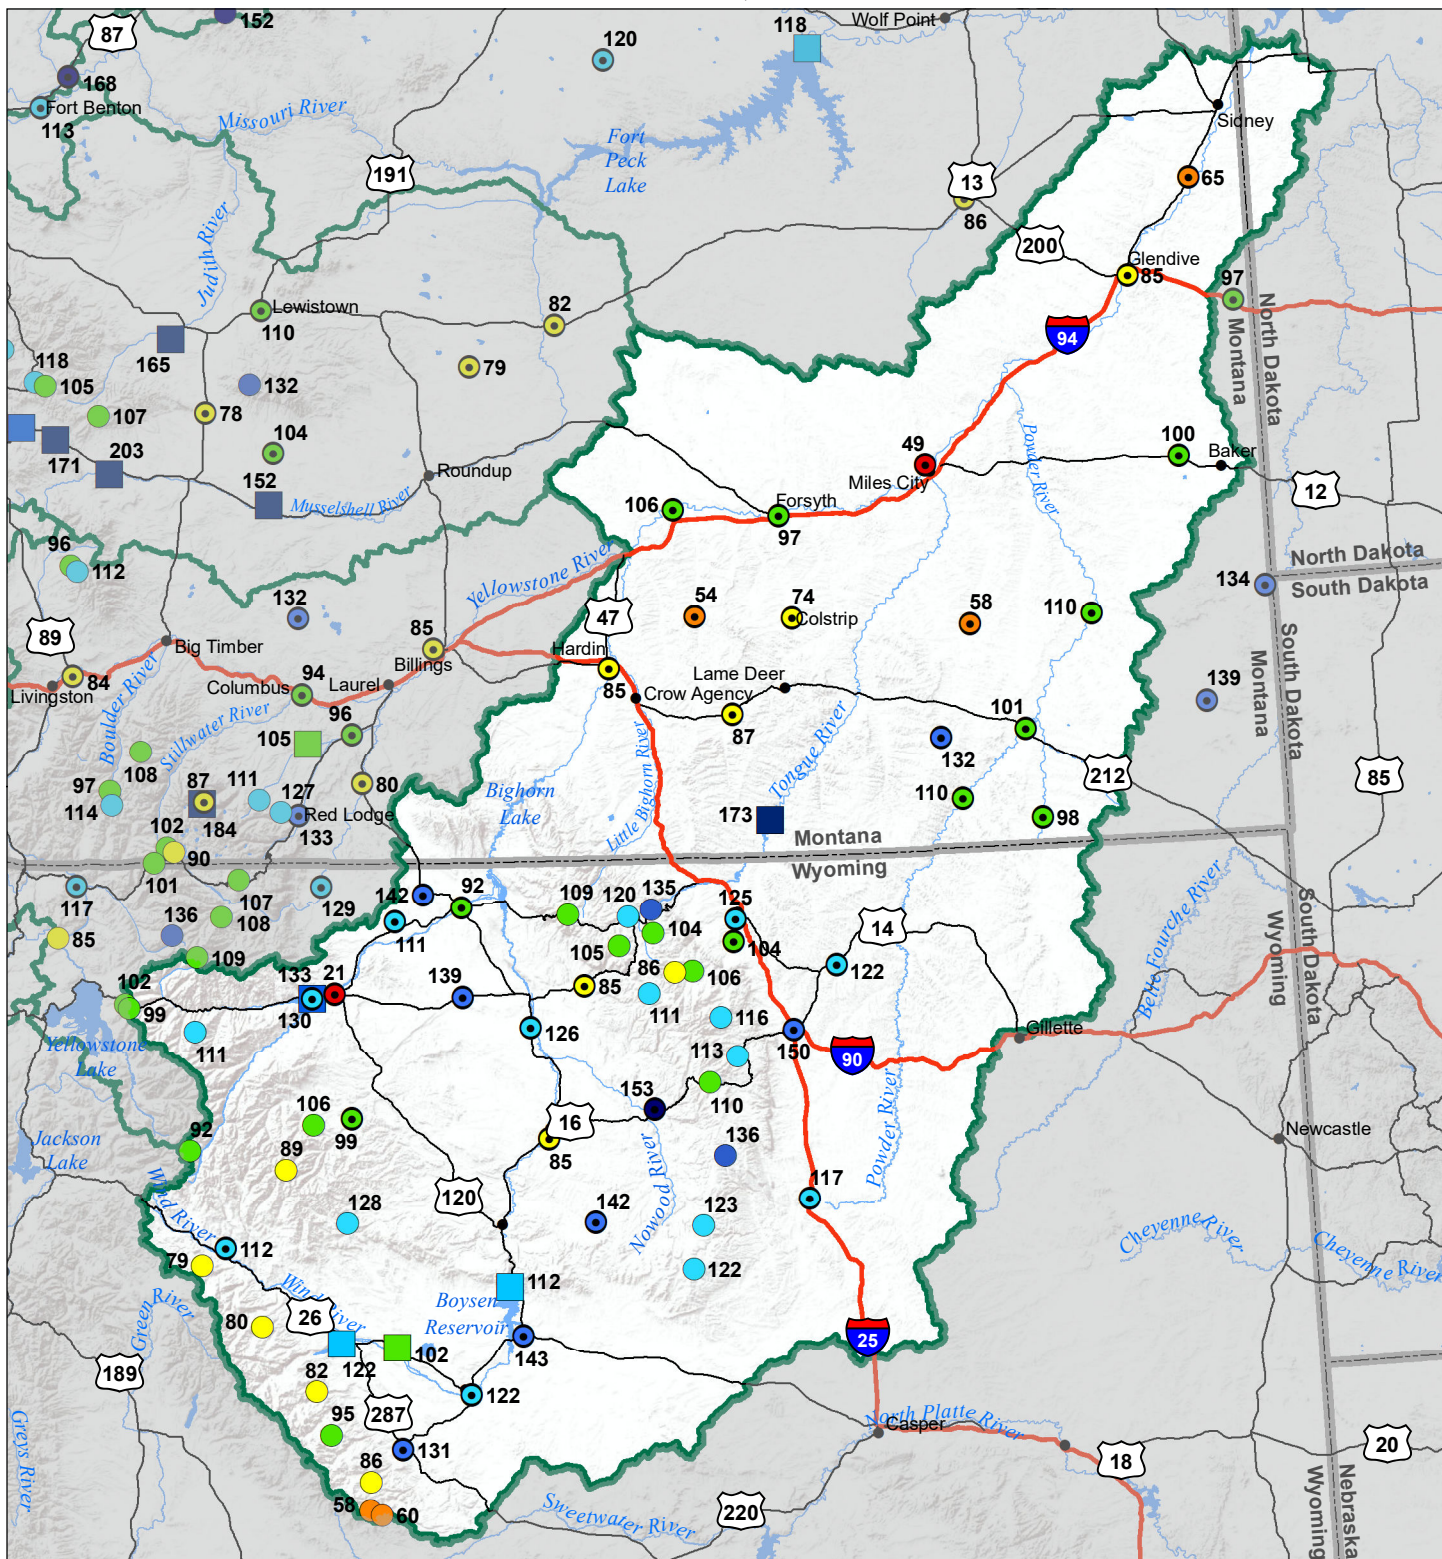 152
87
168
Fort Benton
113
Missouri River
120
118
Wolf Point
Fort
Peck
Lake
191
13
86
Sidney
65
200
Glendive
85
97
North Dakota
Montana
94
Judith River
Lewistown
110
165
82
79
118
105
132
107
78
104
171
203
152
Musselshell River
Roundup
49
Miles City
Powder River
100
Baker
12
106
Forsyth
97
96
112
132
Yellowstone River
North Dakota
South Dakota
134
89
Big Timber
85
Billings
47
Hardin
54
74
Colstrip
58
110
84
Livingston
Boulder River
Columbus
94
Laurel
Stillwater River
96
105
85
Crow Agency
Lame Deer
87
Little Bighorn River
Tongue River
132
101
212
South Dakota
Montana
139
85
108
97
114
87
184
111
127
Red Lodge
133
80
Bighorn
Lake
173
110
98
Montana
Wyoming
102
90
101
117
107
108
129
136
85
109
142
92
111
109
120
135
104
105
125
104
14
122
Belle Fourche River
South Dakota
Wyoming
102
99
111
Yellowstone
Lake
133
21
130
139
85
126
86
106
111
116
113
110
150
90
Gillette
153
16
Nowood River
136
Powder River
Newcastle
Jackson
Lake
92
106
99
89
85
120
128
142
123
122
117
Wind River
112
79
Green River
80
Wind River
26
Boysen
Reservoir
112
143
122
102
Cheyenne River
Cheyenne River
25
189
82
95
287
122
131
86
58
60
Greys River
Sweetwater River
220
Casper
North Platte River
18
20
Nebraska
Wyoming